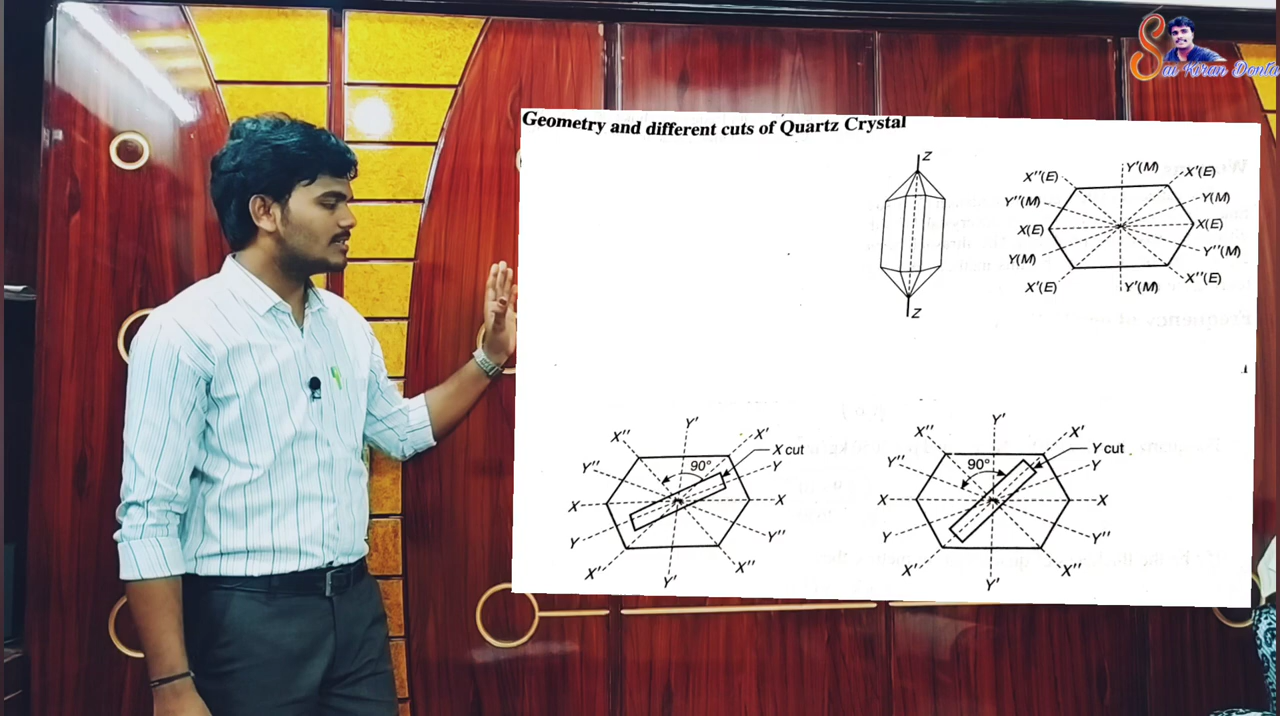 Sai Kiran Donta
Geometry and different cuts of Quartz Crystal
Z
Z
Y'(M)
X''(E)
X'(E)
Y''(M)
Y(M)
X(E)
X(E)
Y(M)
Y''(M)
X'(E)
Y'(M)
X''(E)
Y'
X''
X'
X cut
90°
Y''
Y
X
X
Y
Y''
X'
Y'
X''
Y'
X''
X'
Y cut
90°
Y''
Y
X
X
Y
Y''
X'
Y'
X''